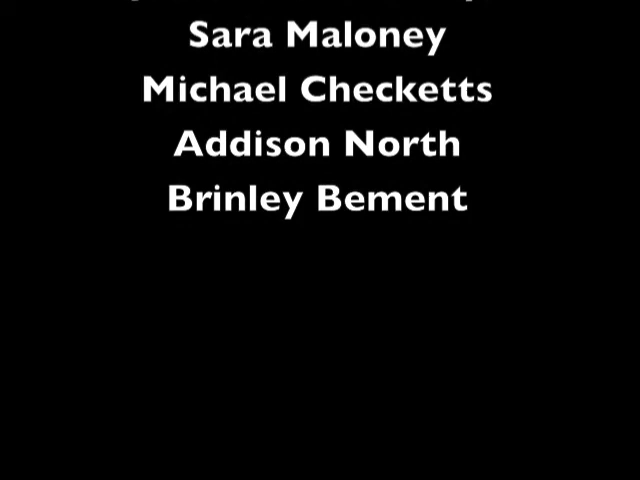 Sara Maloney
Michael Checketts
Addison North
Brinley Bement